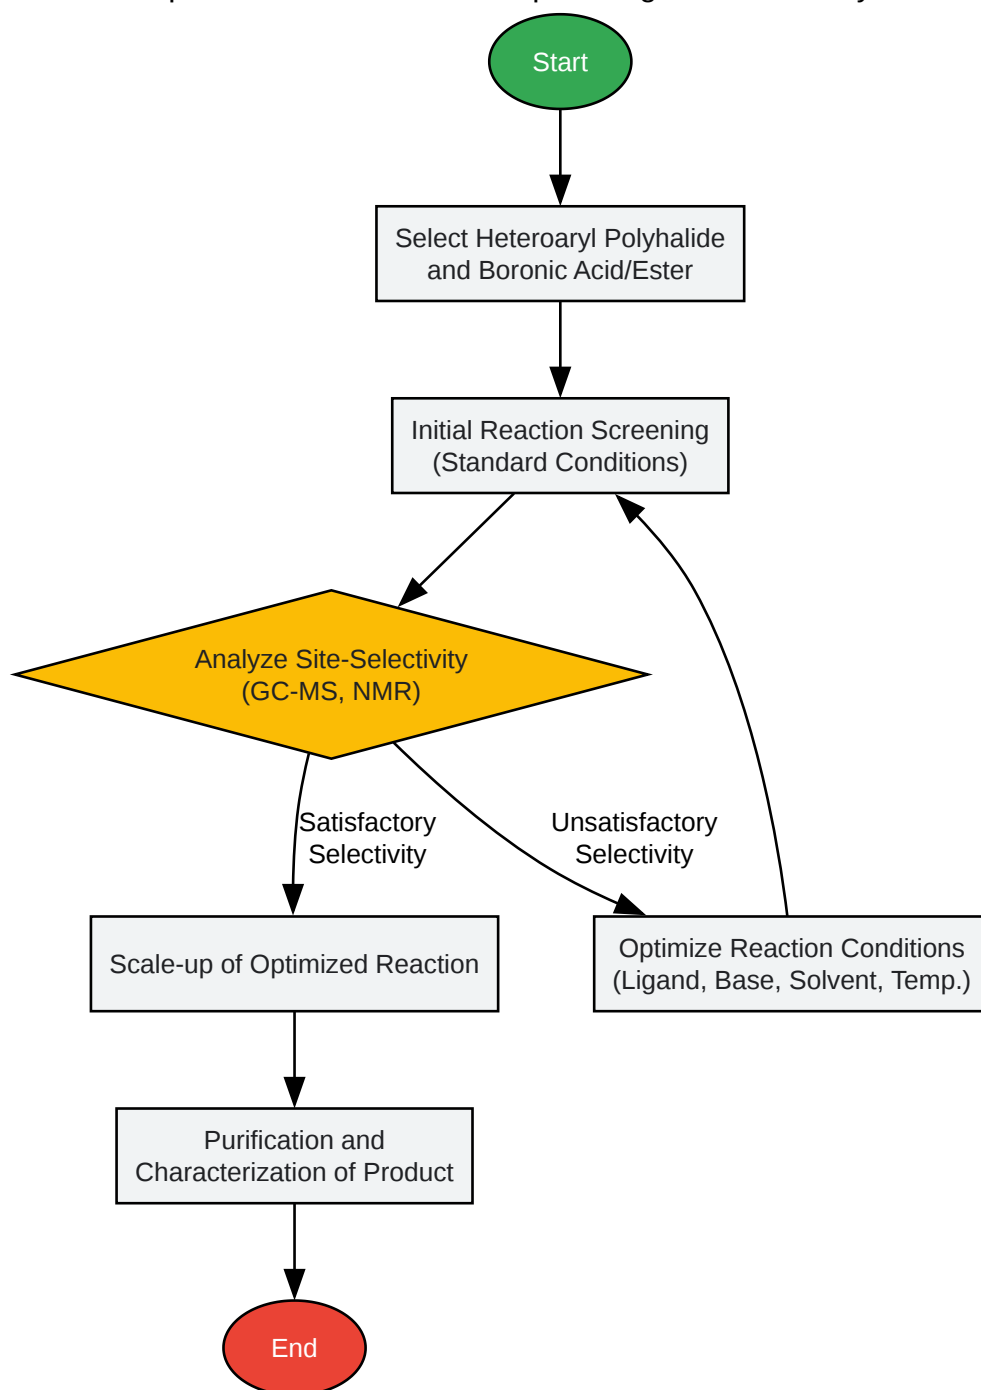 Start
Select Heteroaryl Polyhalide
and Boronic Acid/Ester
Initial Reaction Screening
(Standard Conditions)
Analyze Site-Selectivity
(GC-MS, NMR)
Satisfactory
Selectivity
Unsatisfactory
Selectivity
Scale-up of Optimized Reaction
Optimize Reaction Conditions
(Ligand, Base, Solvent, Temp.)
Purification and
Characterization of Product
End